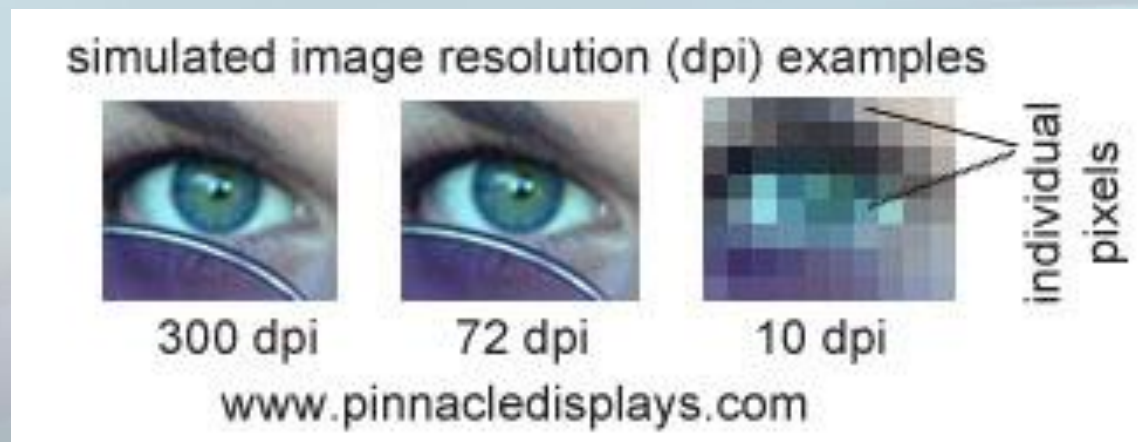 simulated image resolution (dpi) examples
individual
pixels
300 dpi
72 dpi
10 dpi
www.pinnacledisplays.com